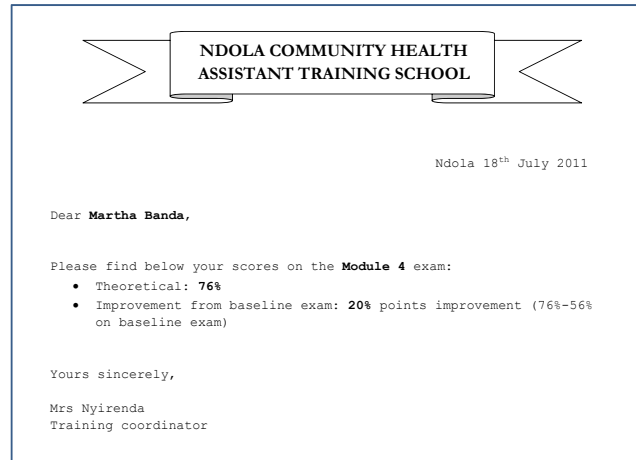 NDOLA COMMUNITY HEALTH
ASSISTANT TRAINING SCHOOL
Ndola 18th July 2011
Dear Martha Banda,
Please find below your scores on the Module 4 exam:
• Theoretical: 76%
• Improvement from baseline exam: 20% points improvement (76%-56%
on baseline exam)
Yours sincerely,
Mrs Nyirenda
Training coordinator